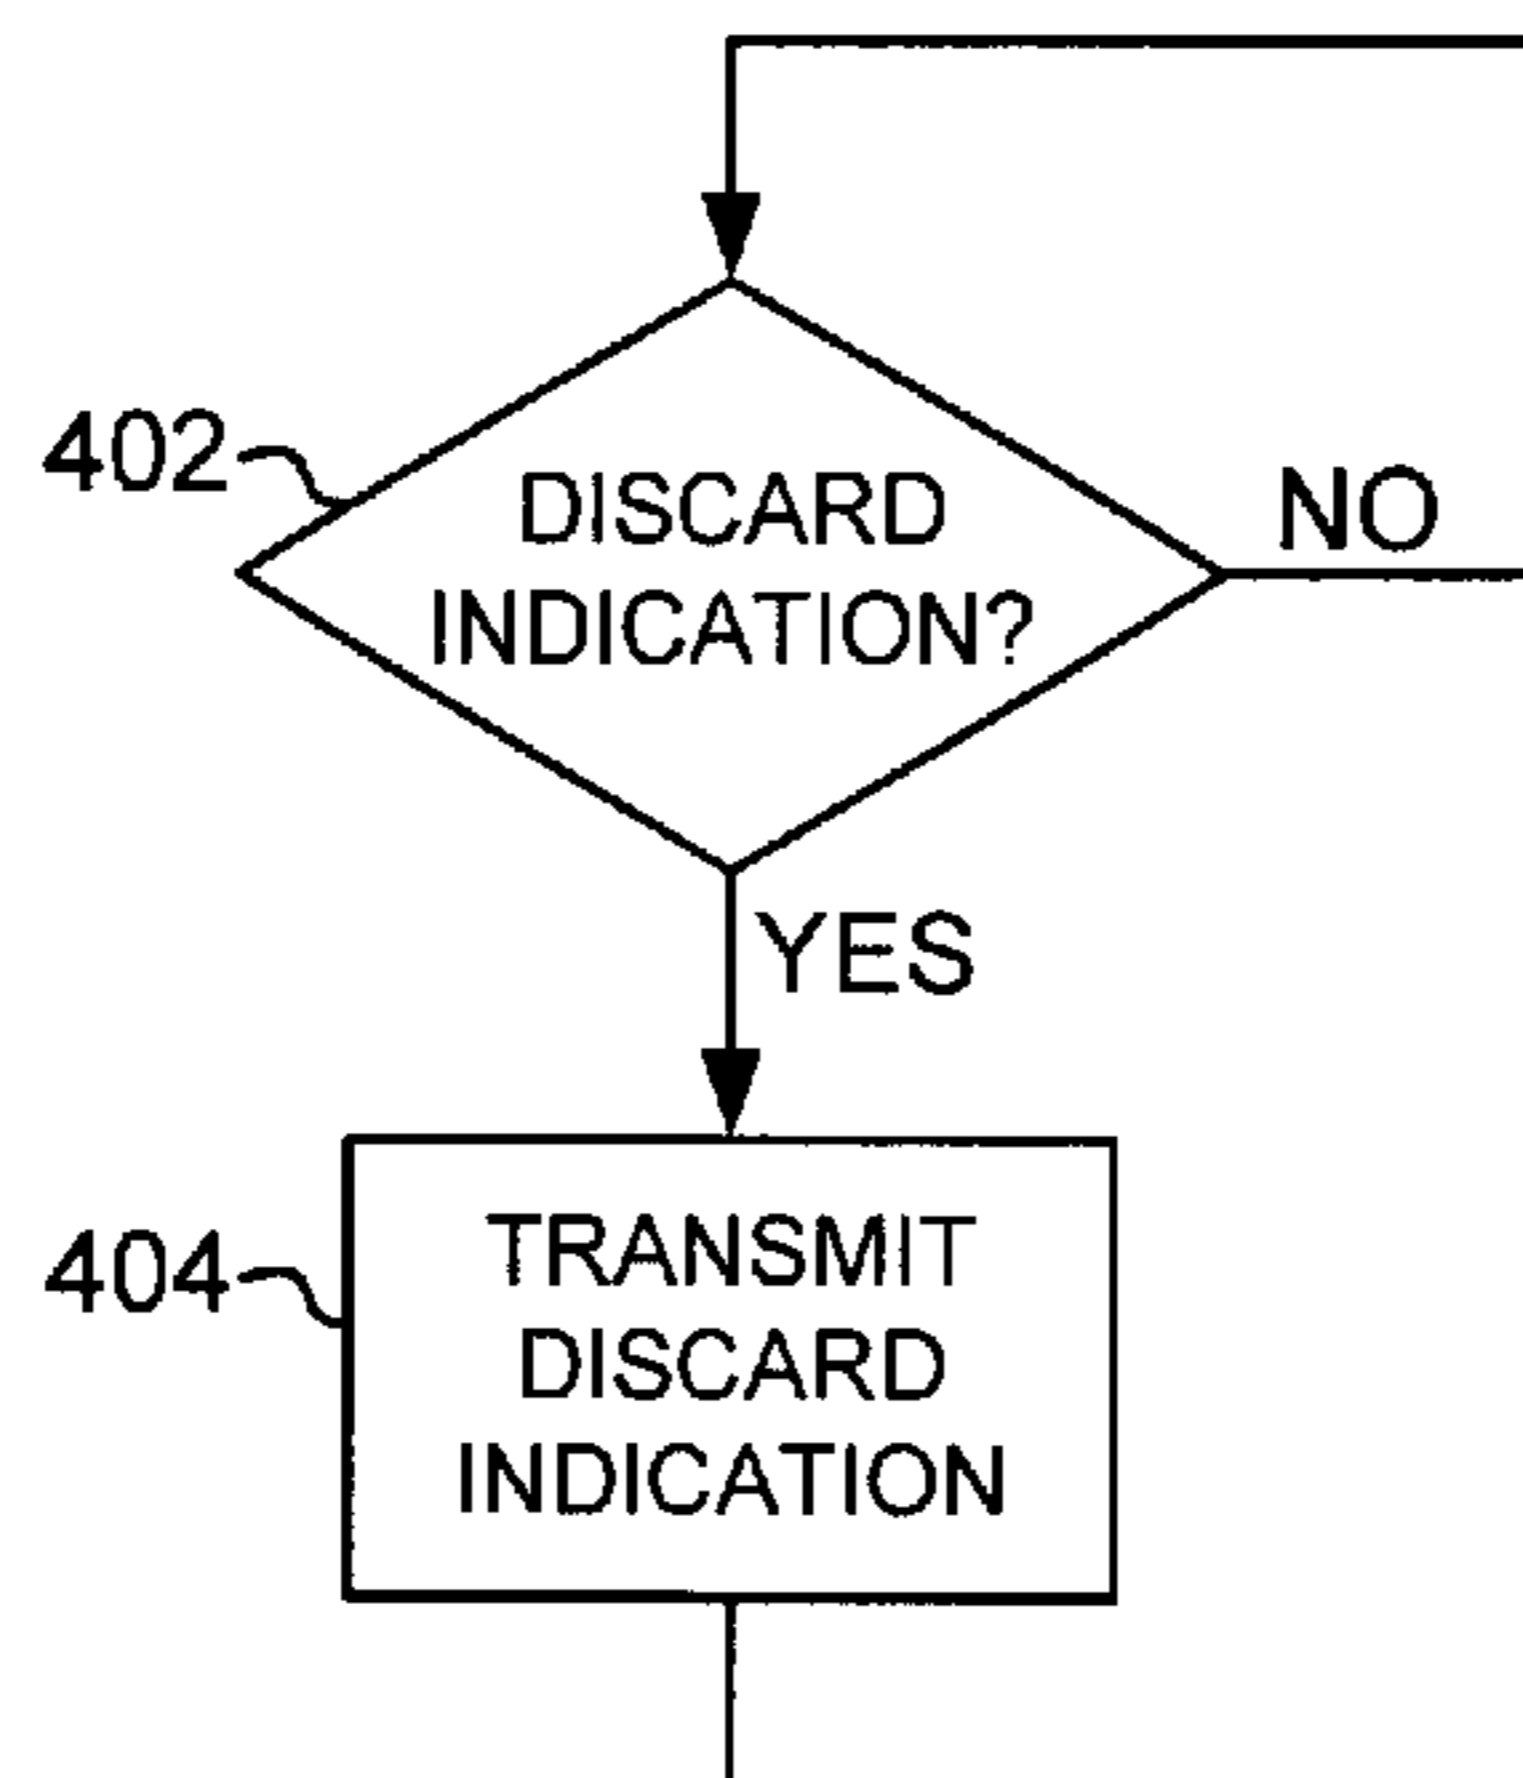 402
DISCARD
INDICATION?
NO
YES
404
TRANSMIT
DISCARD
INDICATION